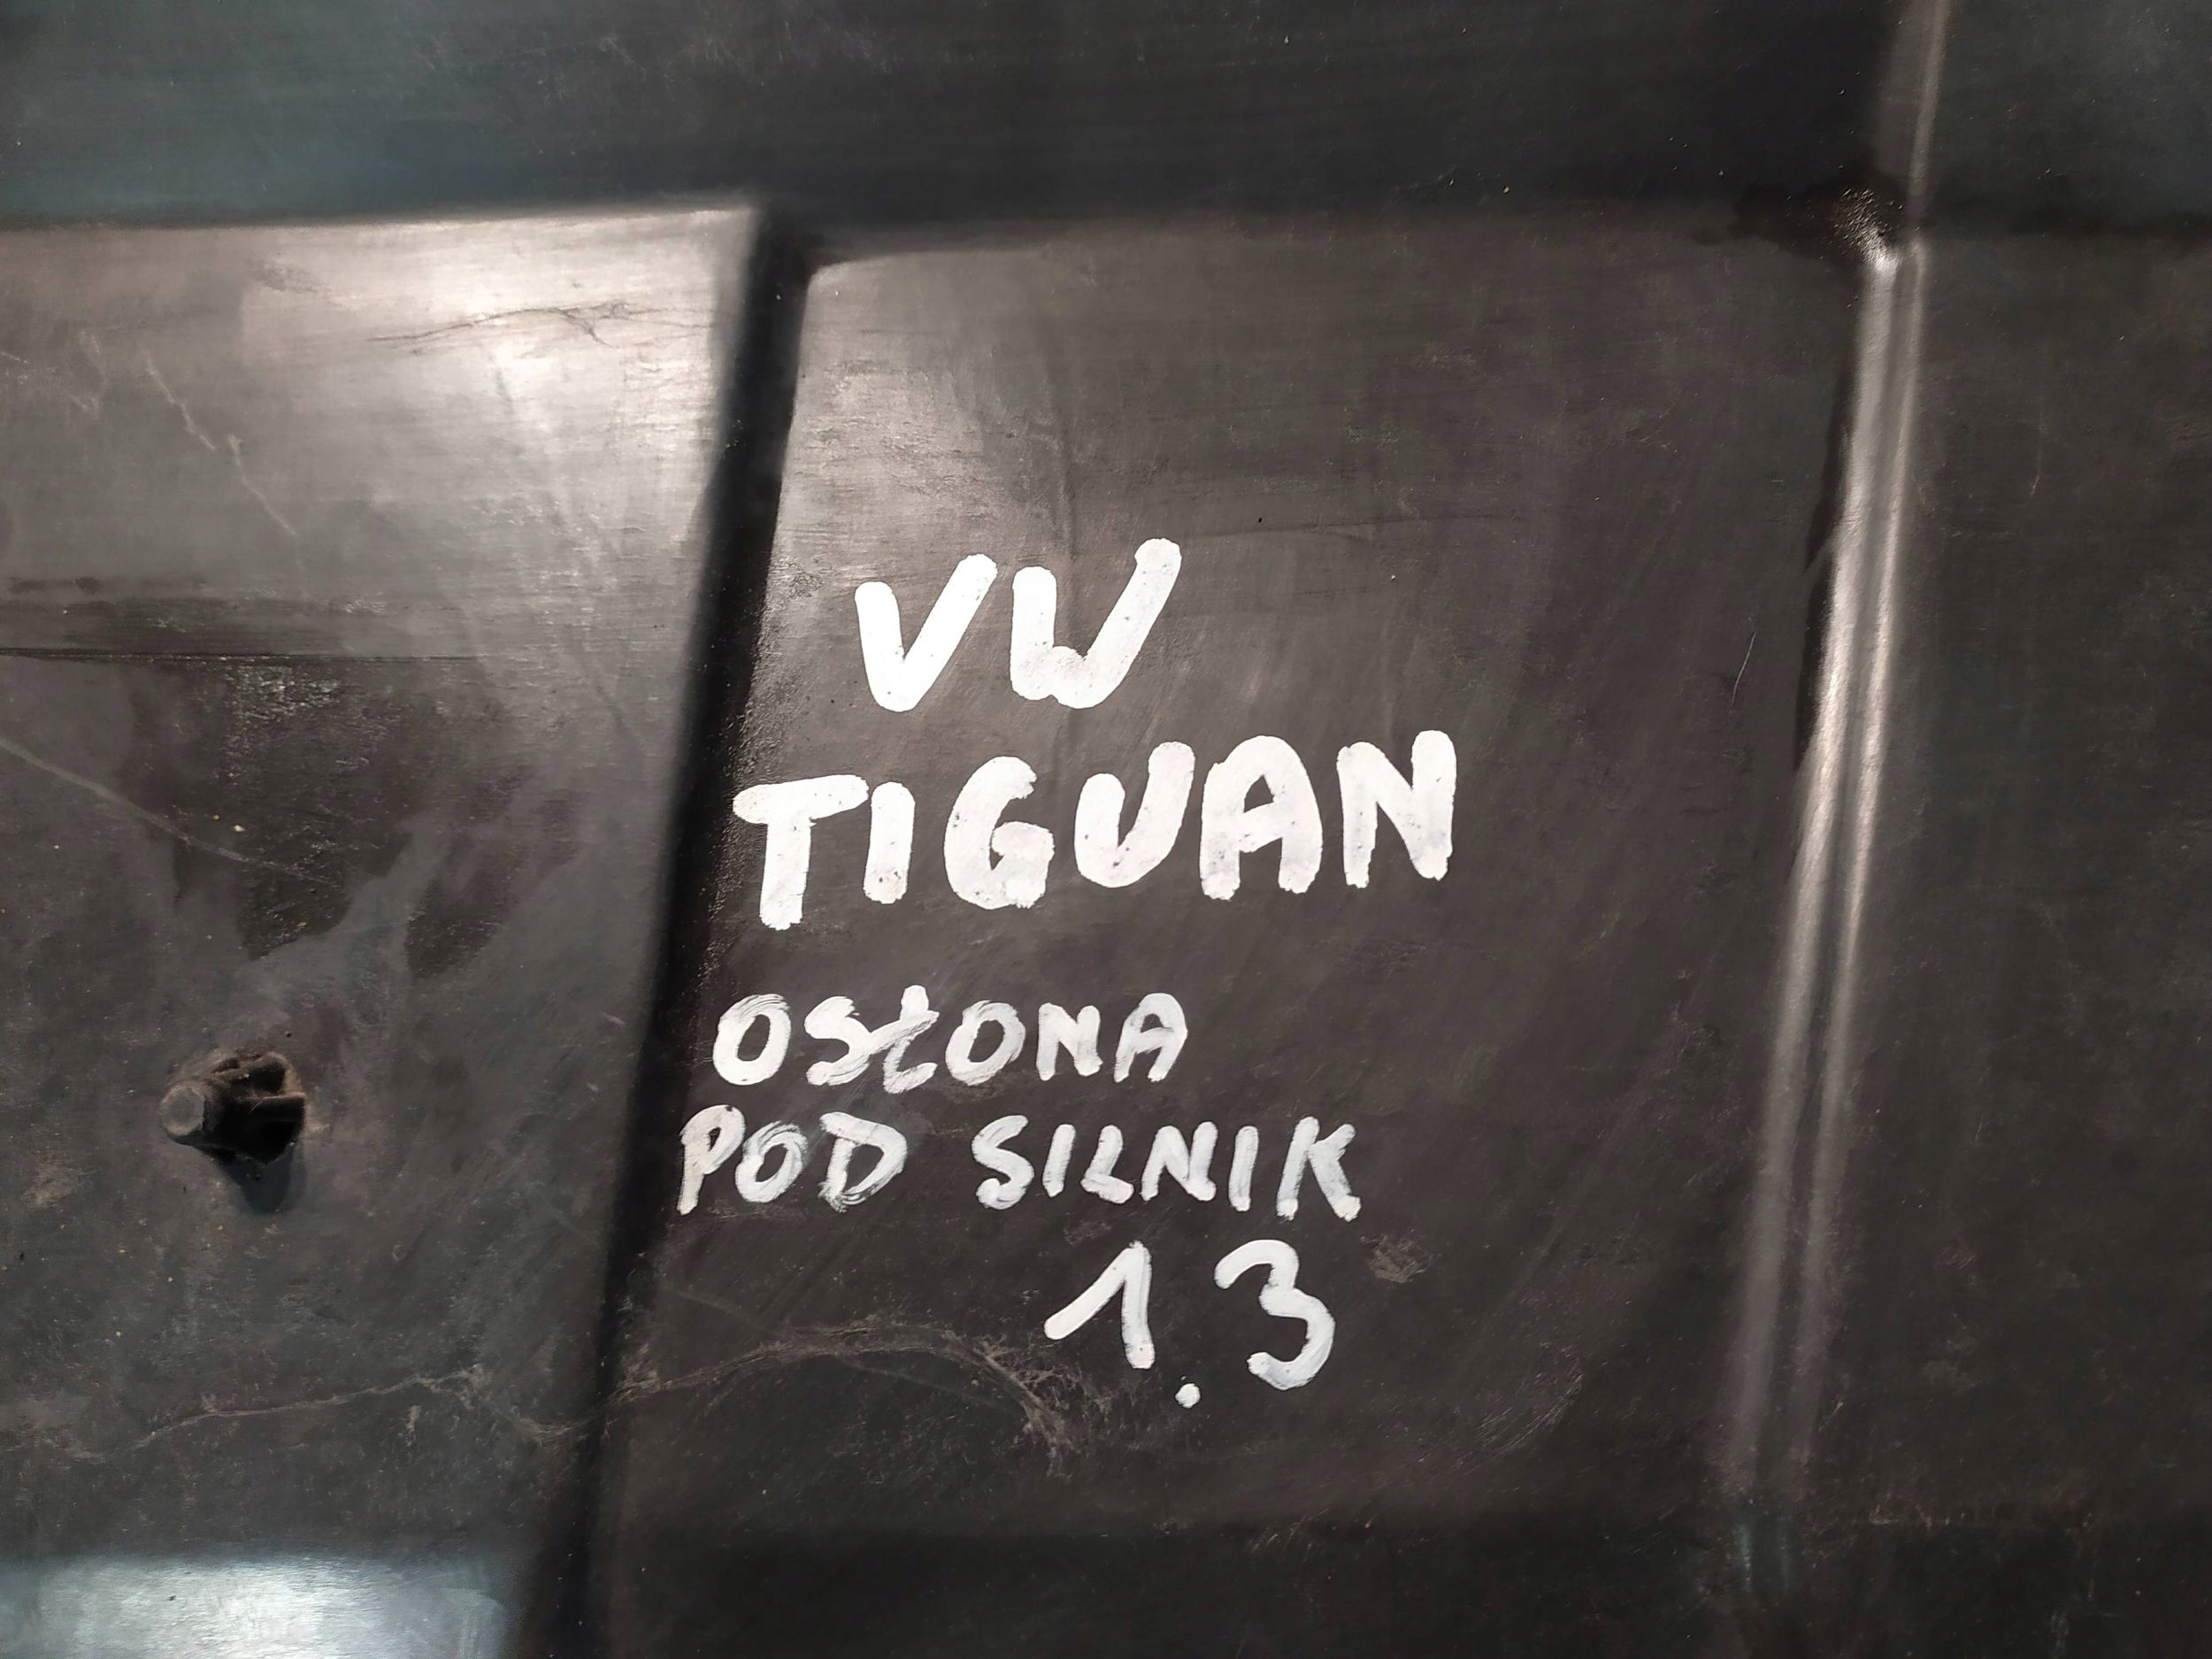 VW
TIGUAN
OSŁONA
POD SILNIK
1.3